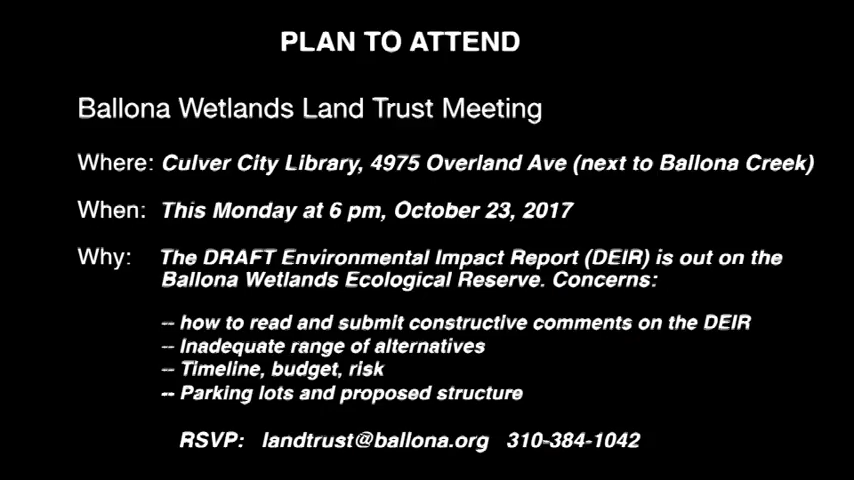 PLAN TO ATTEND
Ballona Wetlands Land Trust Meeting
Where: Culver City Library, 4975 Overland Ave (next to Ballona Creek)
When: This Monday at 6 pm, October 23, 2017
Why: The DRAFT Environmental Impact Report (DEIR) is out on the
Ballona Wetlands Ecological Reserve. Concerns:
-- how to read and submit constructive comments on the DEIR
-- Inadequate range of alternatives
-- Timeline, budget, risk
-- Parking lots and proposed structure
RSVP: landtrust@ballona.org 310-384-1042